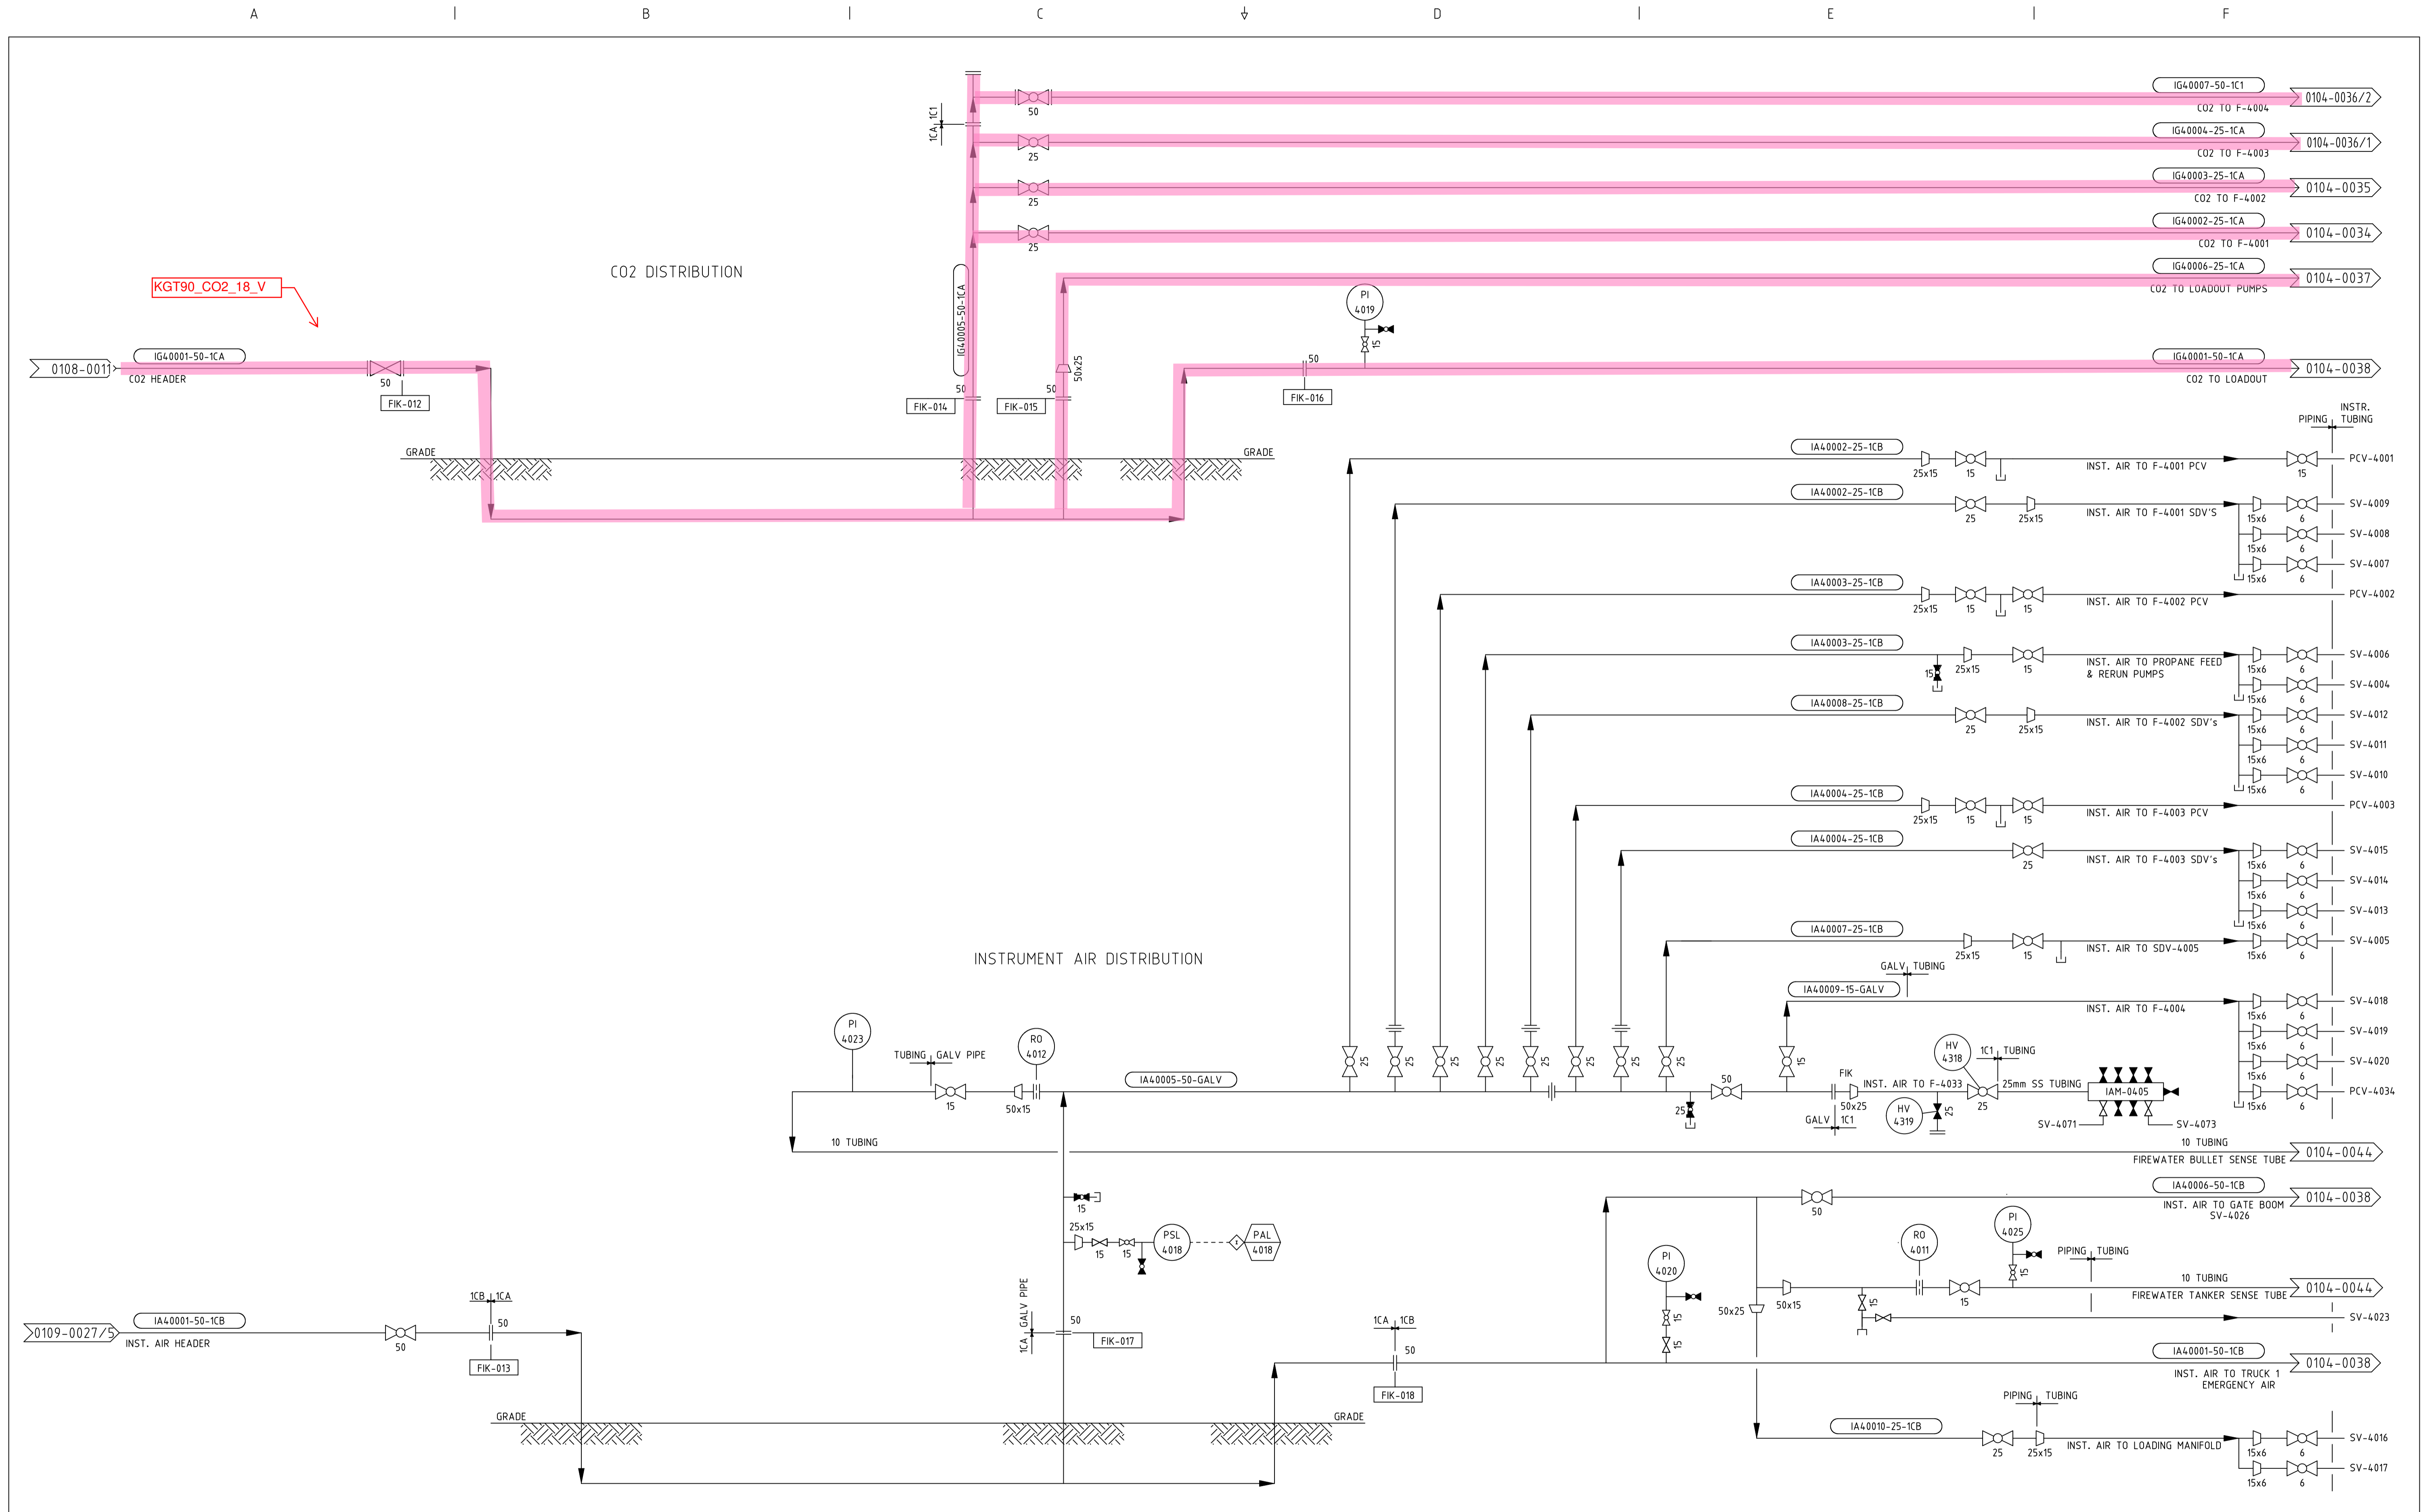 A B C D E F
IG40007-50-1C1
0104-0036/2
CO2 TO F-4004
50
1CA 1C1
IG40004-25-1CA
0104-0036/1
CO2 TO F-4003
25
IG40003-25-1CA
0104-0035
CO2 TO F-4002
25
IG40002-25-1CA
0104-0034
CO2 TO F-4001
25
CO2 DISTRIBUTION
KGT90_CO2_18_V
IG40006-25-1CA
0104-0037
CO2 TO LOADOUT PUMPS
IG40005-50-1CA
PI
4019
15
0108-0011
IG40001-50-1CA
CO2 HEADER
50
FIK-012
50
FIK-014
50
FIK-015
50x25
50
FIK-016
IG40001-50-1CA
0104-0038
CO2 TO LOADOUT
INSTR.
PIPING TUBING
GRADE GRADE
IA40002-25-1CB
25x15 15
INST. AIR TO F-4001 PCV
15
PCV-4001
IA40002-25-1CB
25 25x15
INST. AIR TO F-4001 SDV'S
15x6 6 SV-4009
15x6 6 SV-4008
15x6 6 SV-4007
IA40003-25-1CB
25x15 15 15
INST. AIR TO F-4002 PCV
PCV-4002
IA40003-25-1CB
15 25x15 15
INST. AIR TO PROPANE FEED
& RERUN PUMPS
15x6 6 SV-4006
15x6 6 SV-4004
IA40008-25-1CB
25 25x15
INST. AIR TO F-4002 SDV's
15x6 6 SV-4012
15x6 6 SV-4011
15x6 6 SV-4010
IA40004-25-1CB
25x15 15 15
INST. AIR TO F-4003 PCV
PCV-4003
IA40004-25-1CB
25
INST. AIR TO F-4003 SDV's
15x6 6 SV-4015
15x6 6 SV-4014
15x6 6 SV-4013
IA40007-25-1CB
25x15 15
INST. AIR TO SDV-4005
15x6 6 SV-4005
INSTRUMENT AIR DISTRIBUTION
GALV TUBING
IA40009-15-GALV
INST. AIR TO F-4004
15x6 6 SV-4018
15x6 6 SV-4019
15x6 6 SV-4020
15x6 6 PCV-4034
PI
4023
TUBING GALV PIPE
15
50x15
RO
4012
IA40005-50-GALV
25 25 25 25 25 25 25 25 15
25
50
FIK
50x25
GALV 1C1
INST. AIR TO F-4033
HV
4318
1C1 TUBING
25
25mm SS TUBING
HV
4319
25
IAM-0405
SV-4071 SV-4073
10 TUBING
10 TUBING
FIREWATER BULLET SENSE TUBE
0104-0044
15
25x15
15 15
PSL
4018
I
PAL
4018
50
IA40006-50-1CB
0104-0038
INST. AIR TO GATE BOOM
SV-4026
RO
4011
PI
4025
15
PIPING TUBING
PI
4020
15
15
50x25
50x15
15
15
10 TUBING
FIREWATER TANKER SENSE TUBE
0104-0044
SV-4023
0109-0027/5
IA40001-50-1CB
INST. AIR HEADER
50
1CB 1CA
50
FIK-013
1CA GALV PIPE
50
FIK-017
1CA 1CB
50
FIK-018
IA40001-50-1CB
0104-0038
INST. AIR TO TRUCK 1
EMERGENCY AIR
GRADE GRADE
PIPING TUBING
IA40010-25-1CB
25 25x15
INST. AIR TO LOADING MANIFOLD
15x6 6 SV-4016
15x6 6 SV-4017